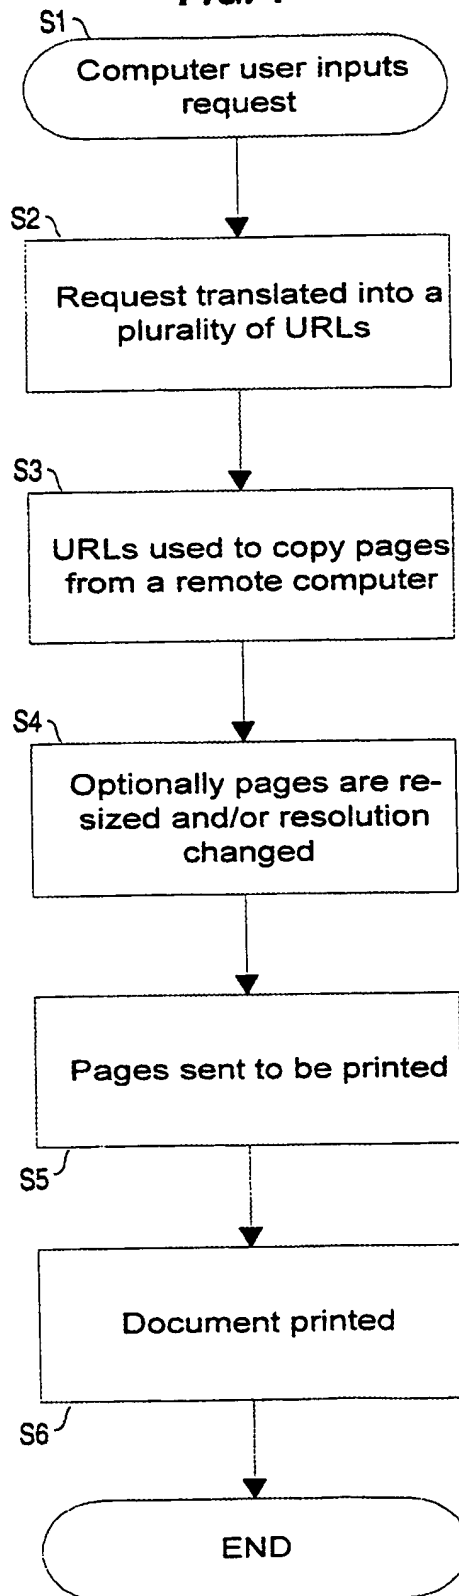 S1
Computer user inputs
request
S2
Request translated into a
plurality of URLs
S3
URLs used to copy pages
from a remote computer
S4
Optionally pages are re-
sized and/or resolution
changed
Pages sent to be printed
S5
Document printed
S6
END